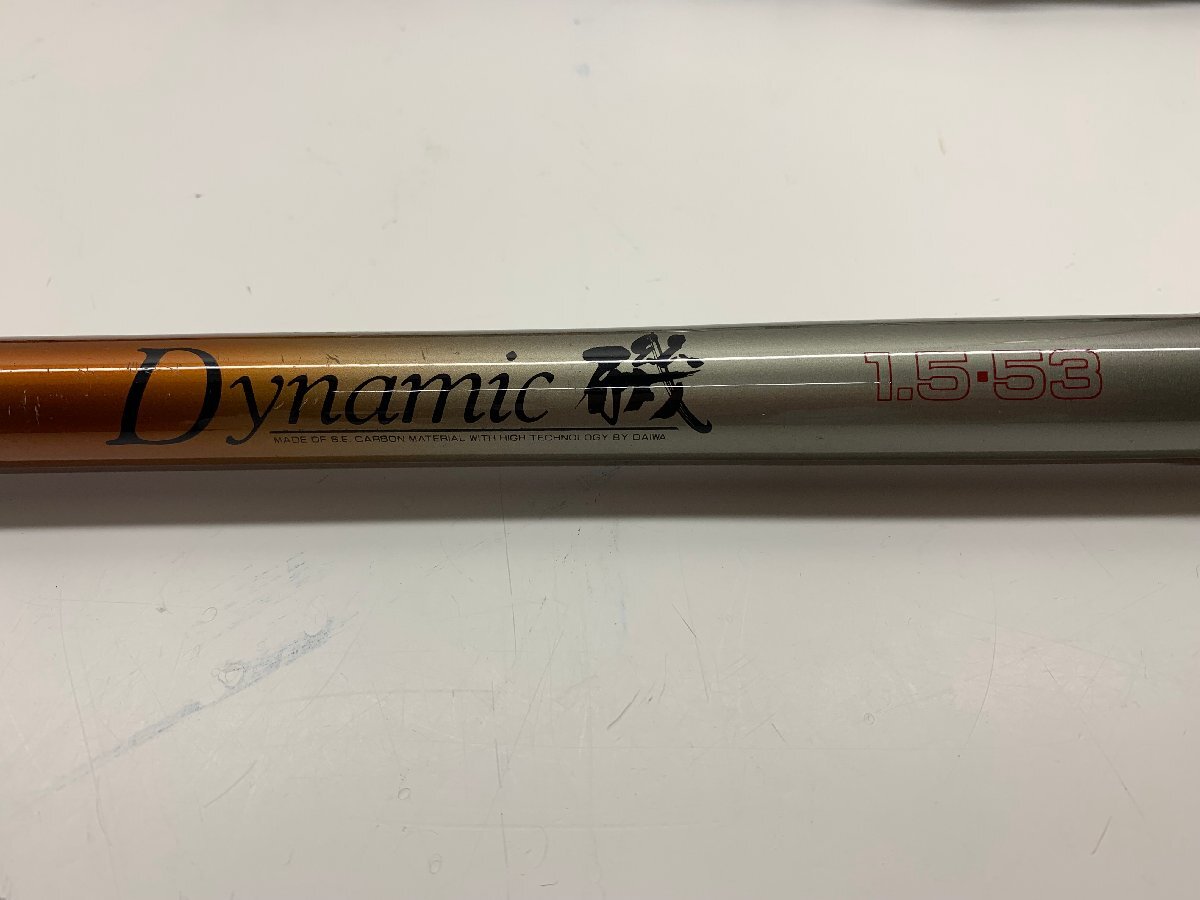 Dynamic 磯 1.5·53
MADE OF S.E. CARBON MATERIAL WITH HIGH TECHNOLOGY BY DAIWA